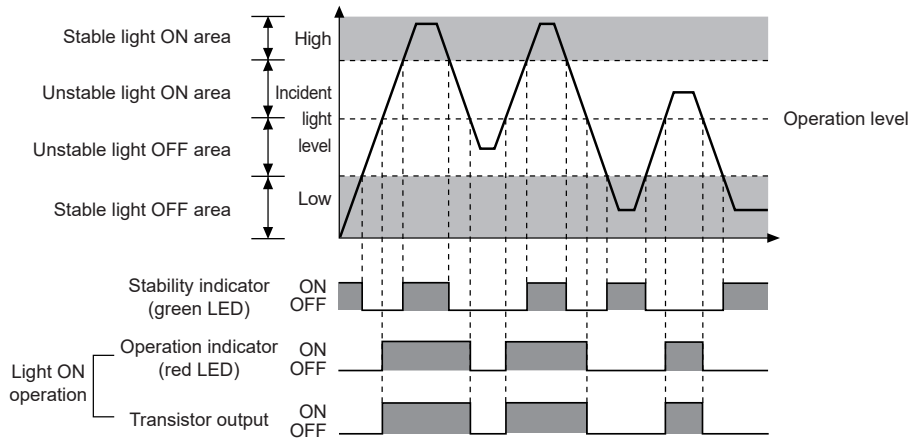 Stable light ON area
Unstable light ON area
Unstable light OFF area
Stable light OFF area
High
Incident
light
level
Low
Operation level
Stability indicator
(green LED)
ON
OFF
Light ON
operation
Operation indicator
(red LED)
ON
OFF
Transistor output
ON
OFF